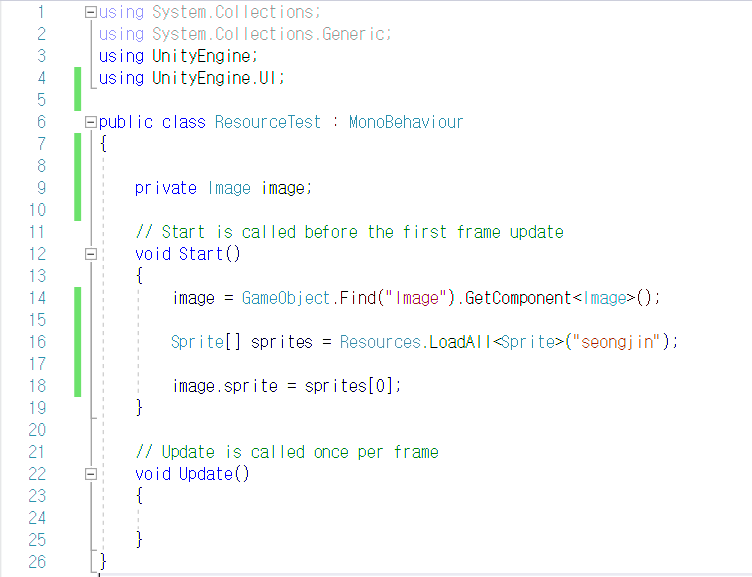 1 using System.Collections;
2 using System.Collections.Generic;
3 using UnityEngine;
4 using UnityEngine.UI;
5
6 public class ResourceTest : MonoBehaviour
7 {
8
9 private Image image;
10
11 // Start is called before the first frame update
12 void Start()
13 {
14 image = GameObject.Find("Image").GetComponent<Image>();
15
16 Sprite[] sprites = Resources.LoadAll<Sprite>("seongjin");
17
18 image.sprite = sprites[0];
19 }
20
21 // Update is called once per frame
22 void Update()
23 {
24
25 }
26 }